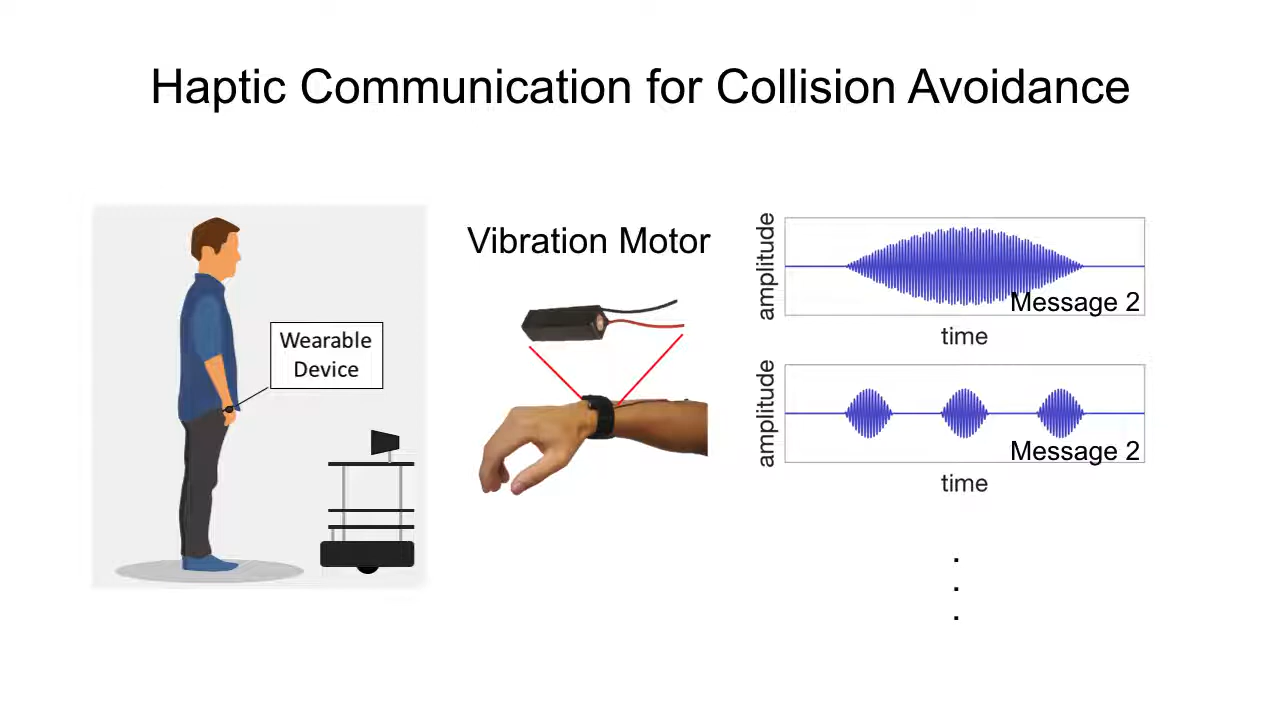 Haptic Communication for Collision Avoidance
Wearable
Device
Vibration Motor
amplitude
Message 2
time
amplitude
Message 2
time
.
.
.